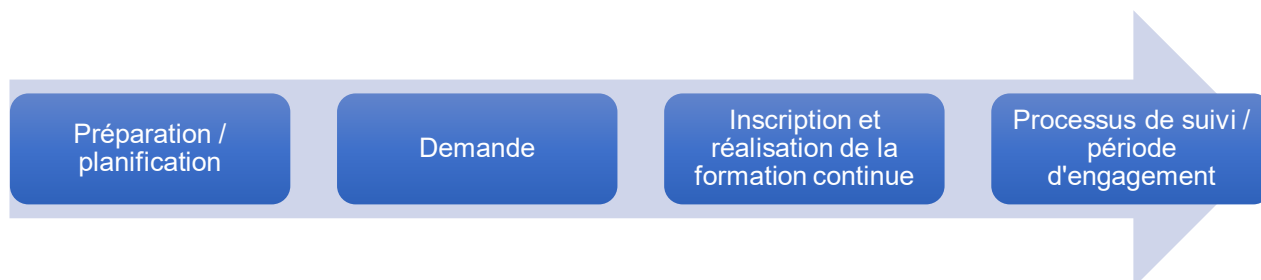 Préparation /
planification
Demande
Inscription et
réalisation de la
formation continue
Processus de suivi /
période
d'engagement